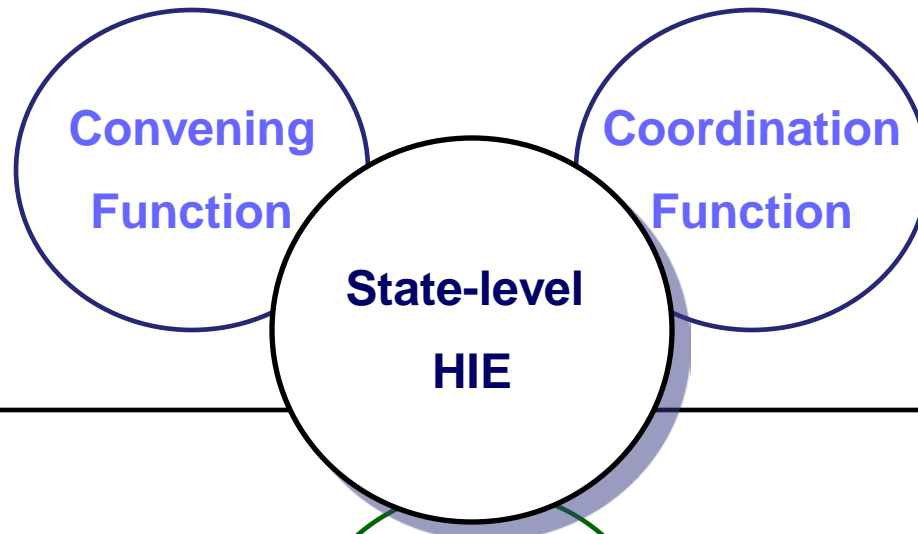 Convening
Function
Coordination
Function
State-level
HIE